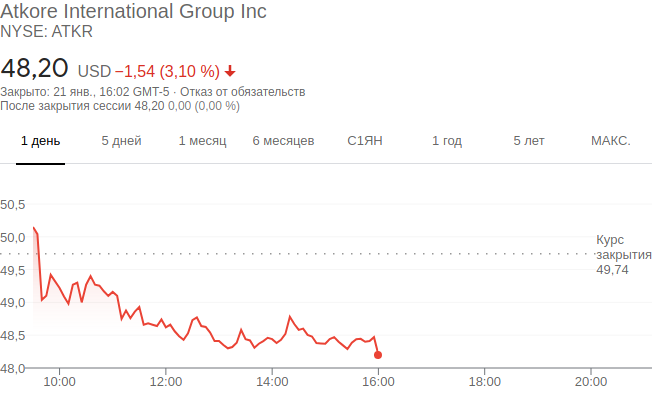 Atkore International Group Inc
NYSE: ATKR
48,20 USD −1,54 (3,10 %)
Закрыто: 21 янв., 16:02 GMT-5 · Отказ от обязательств
После закрытия сессии 48,20 0,00 (0,00 %)
1 день 5 дней 1 месяц 6 месяцев С1ЯН 1 год 5 лет МАКС.
50,5
50,0
Курс
закрытия
49,74
49,5
49,0
48,5
48,0
10:00 12:00 14:00 16:00 18:00 20:00